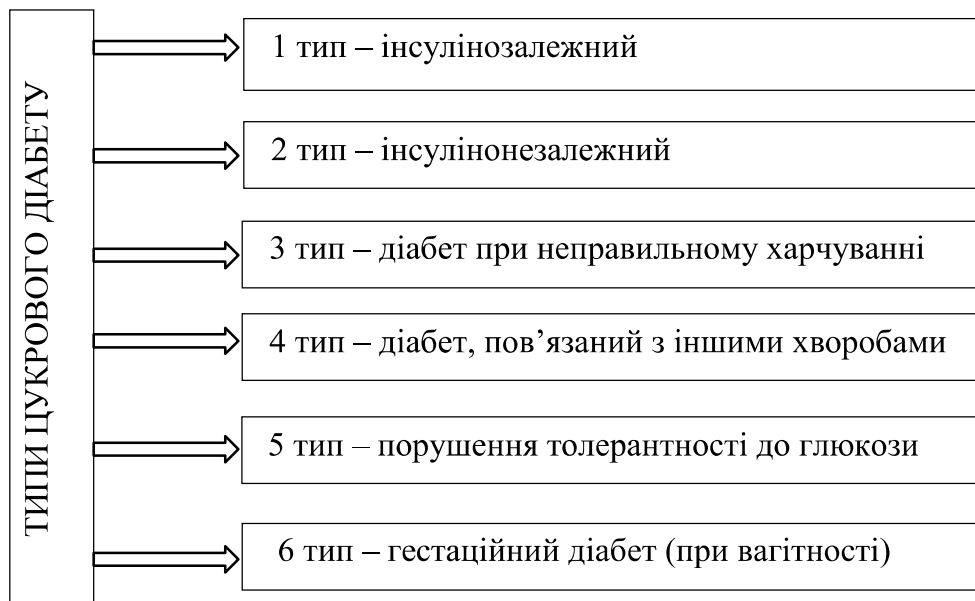 ТИПИ ЦУКРОВОГО ДІАБЕТУ
1 тип – інсулінозалежний
2 тип – інсулінонезалежний
3 тип – діабет при неправильному харчуванні
4 тип – діабет, пов’язаний з іншими хворобами
5 тип – порушення толерантності до глюкози
6 тип – гестаційний діабет (при вагітності)